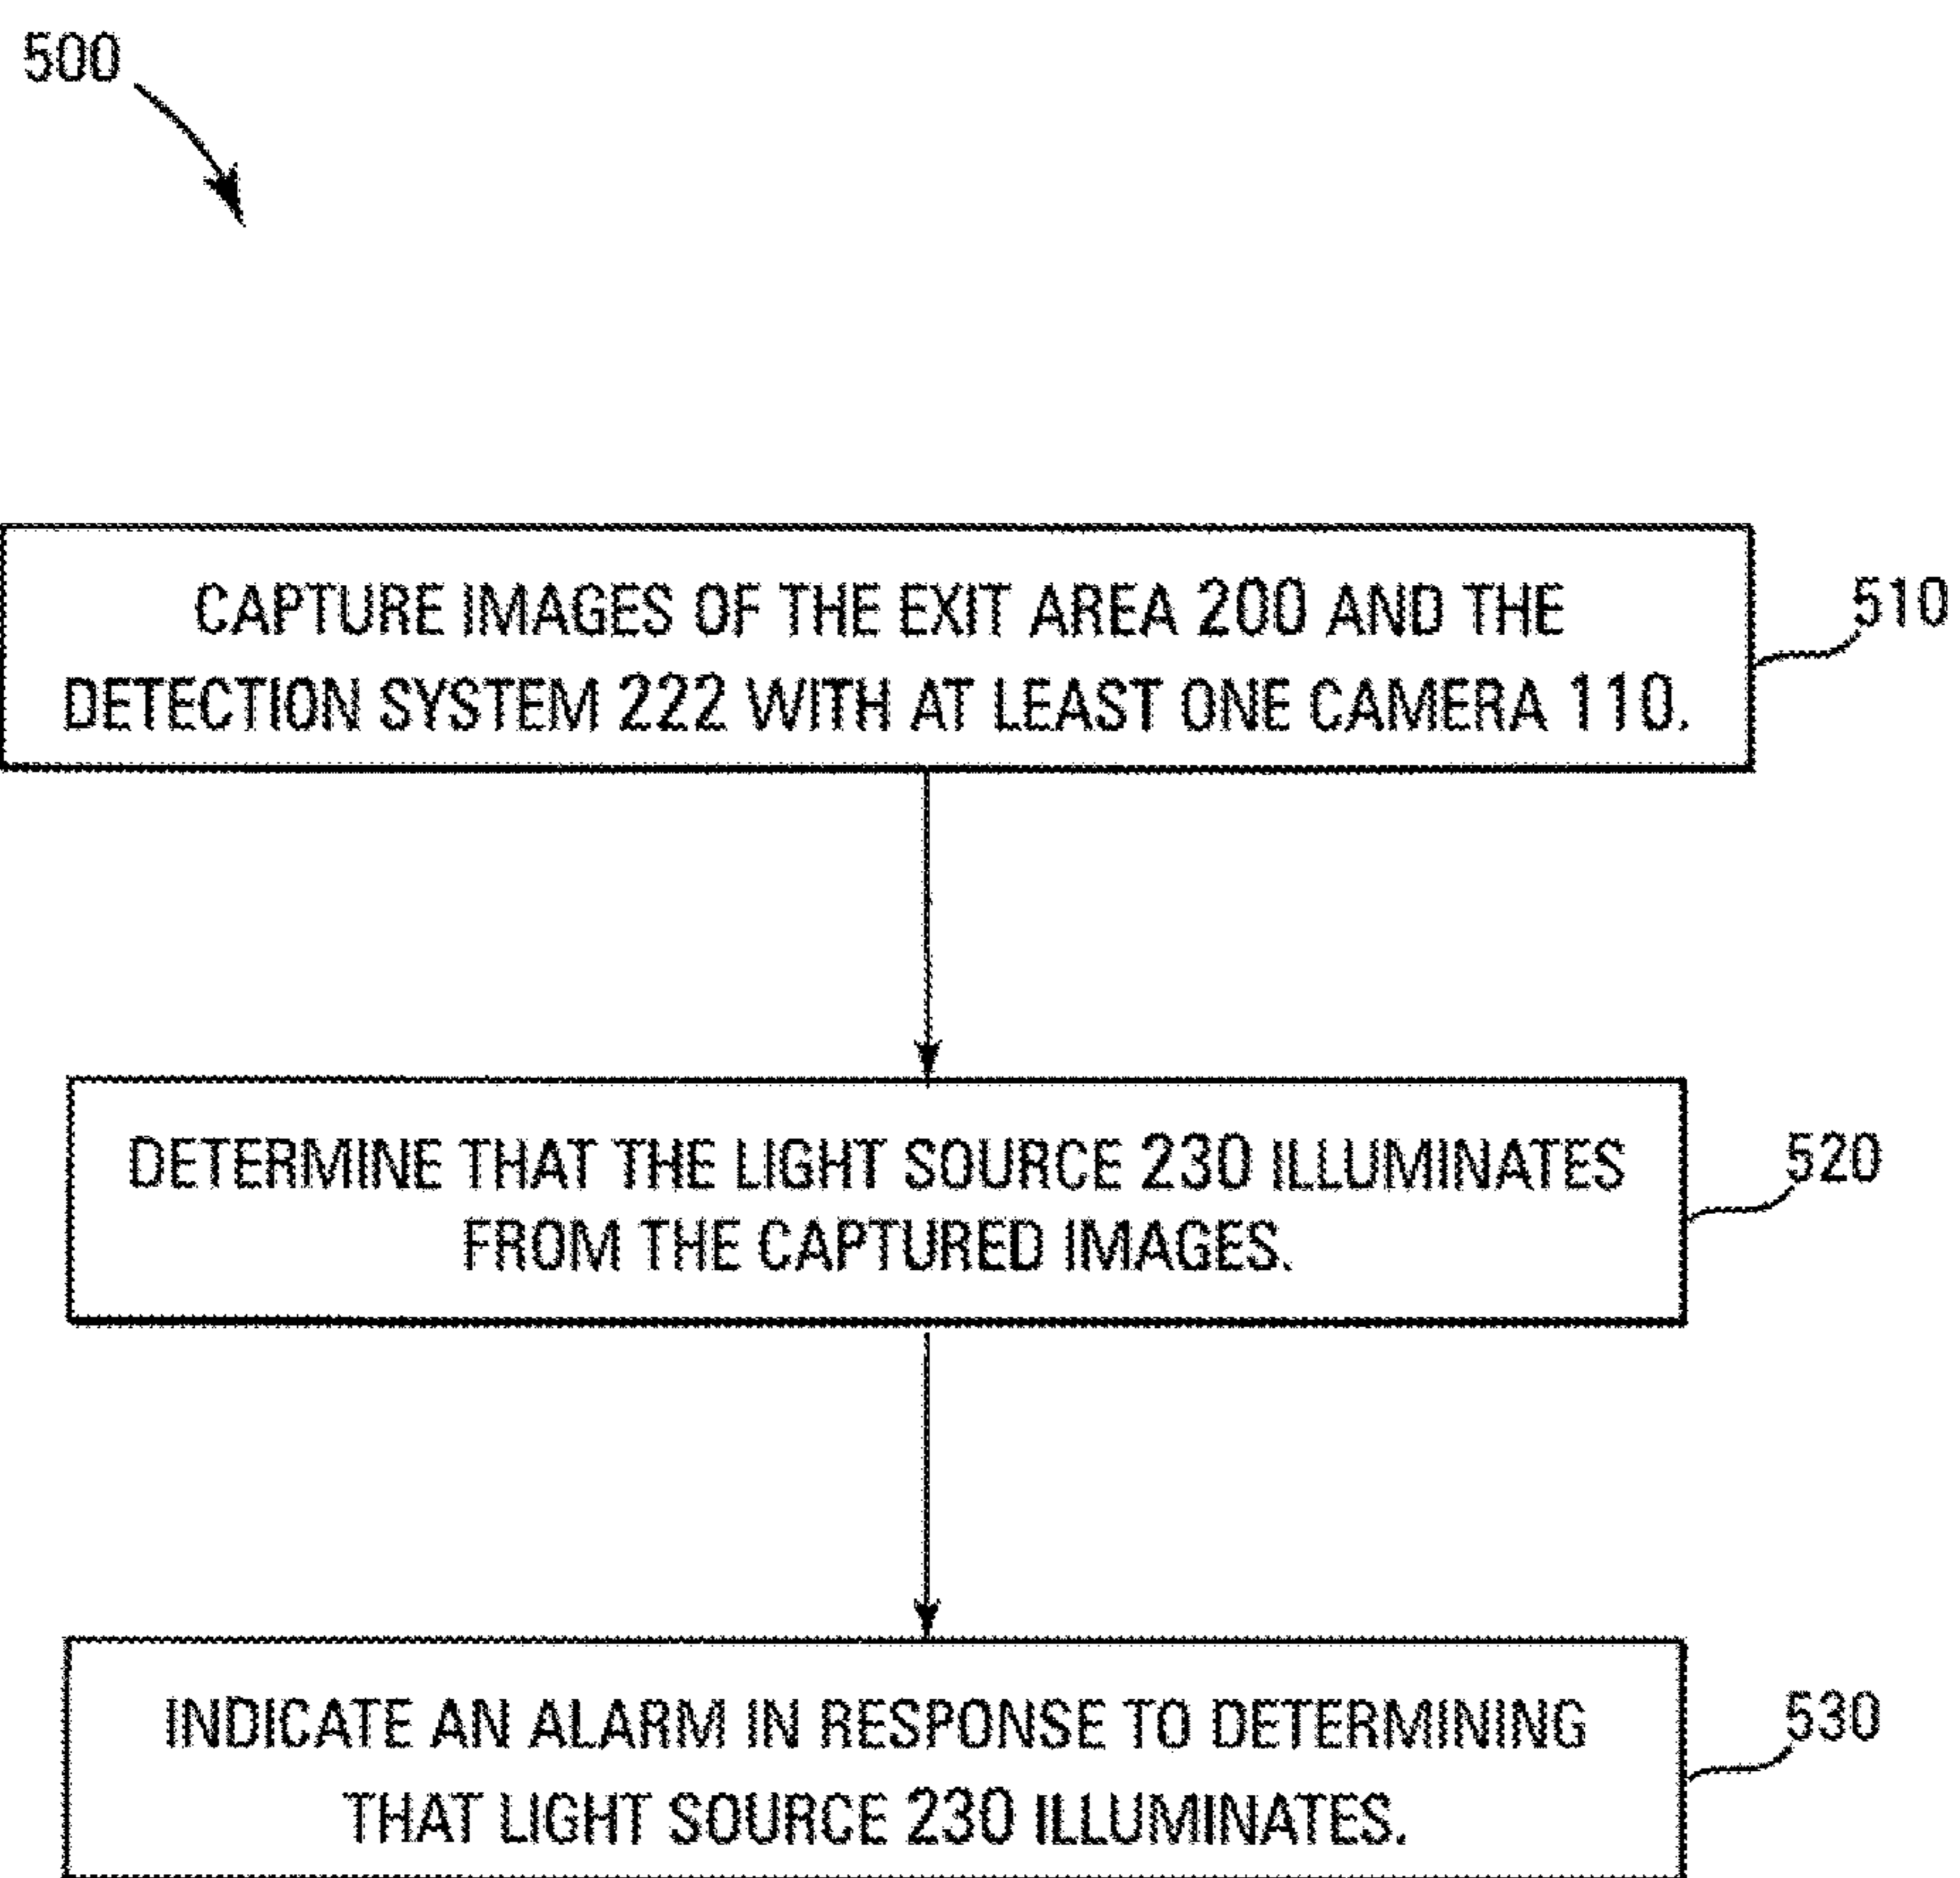 500
CAPTURE IMAGES OF THE EXIT AREA 200 AND THE
DETECTION SYSTEM 222 WITH AT LEAST ONE CAMERA 110.
510
DETERMINE THAT THE LIGHT SOURCE 230 ILLUMINATES
FROM THE CAPTURED IMAGES.
520
INDICATE AN ALARM IN RESPONSE TO DETERMINING
THAT LIGHT SOURCE 230 ILLUMINATES.
530